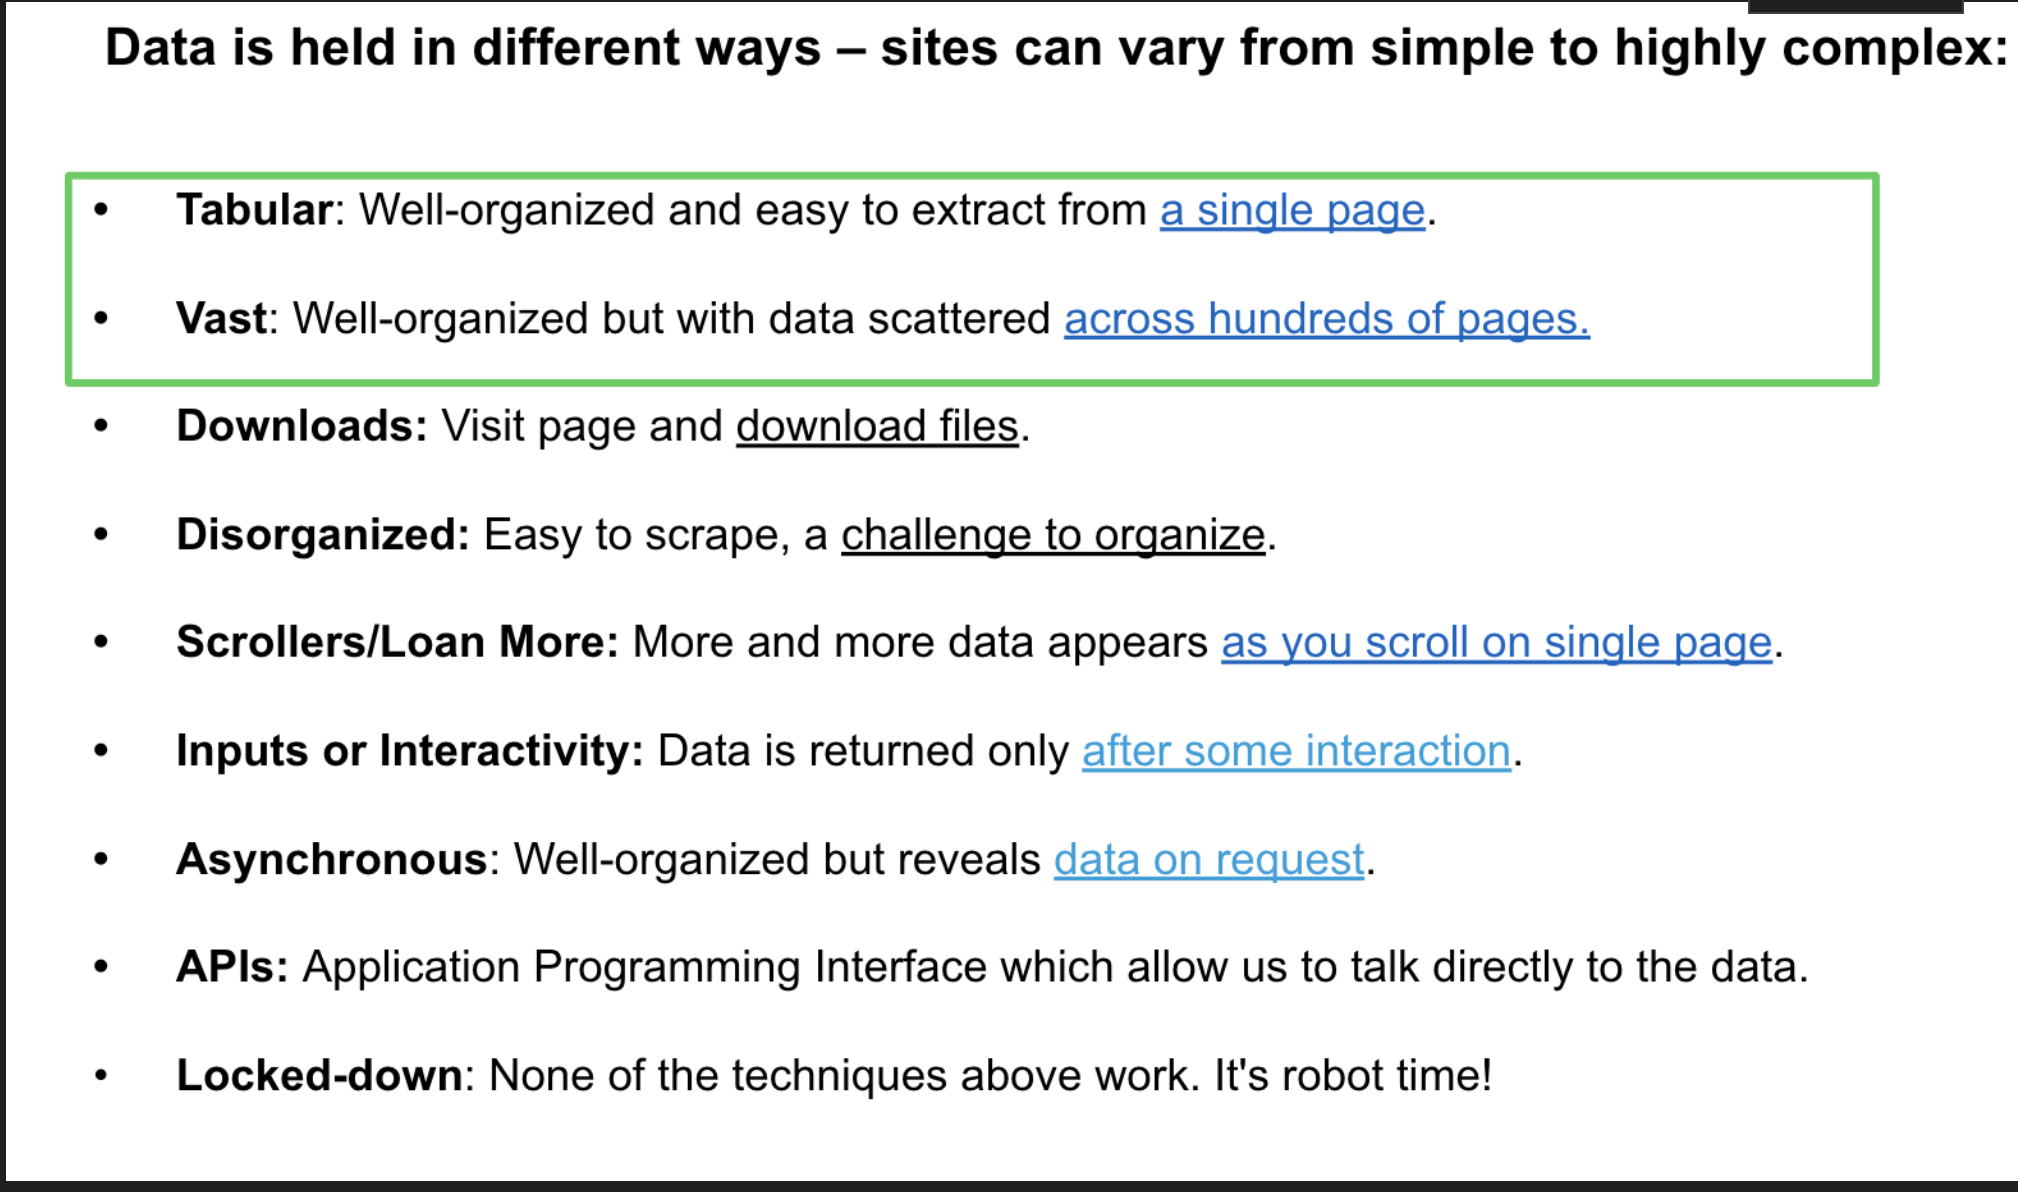 Data is held in different ways – sites can vary from simple to highly complex:
• Tabular: Well-organized and easy to extract from a single page.
• Vast: Well-organized but with data scattered across hundreds of pages.
• Downloads: Visit page and download files.
• Disorganized: Easy to scrape, a challenge to organize.
• Scrollers/Loan More: More and more data appears as you scroll on single page.
• Inputs or Interactivity: Data is returned only after some interaction.
• Asynchronous: Well-organized but reveals data on request.
• APIs: Application Programming Interface which allow us to talk directly to the data.
• Locked-down: None of the techniques above work. It's robot time!